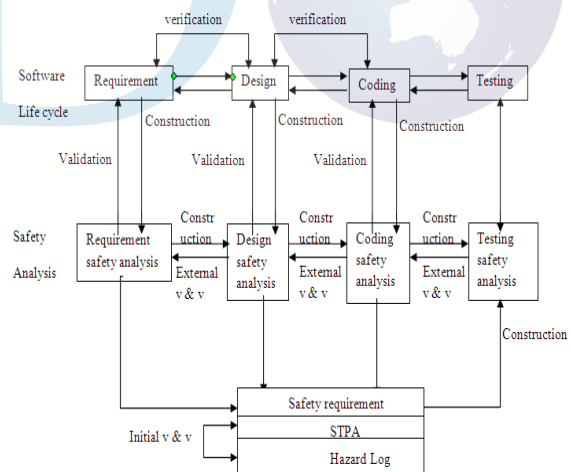 verification
verification
Software
Life cycle
Requirement
Design
Coding
Testing
Construction
Construction
Construction
Validation
Validation
Validation
Safety
Analysis
Requirement
safety analysis
Constr
uction
External
v & v
Design
safety
analysis
Constr
uction
External
v & v
Coding
safety
analysis
Constr
uction
External
v & v
Testing
safety
analysis
Construction
Safety requirement
Initial v & v
STPA
Hazard Log